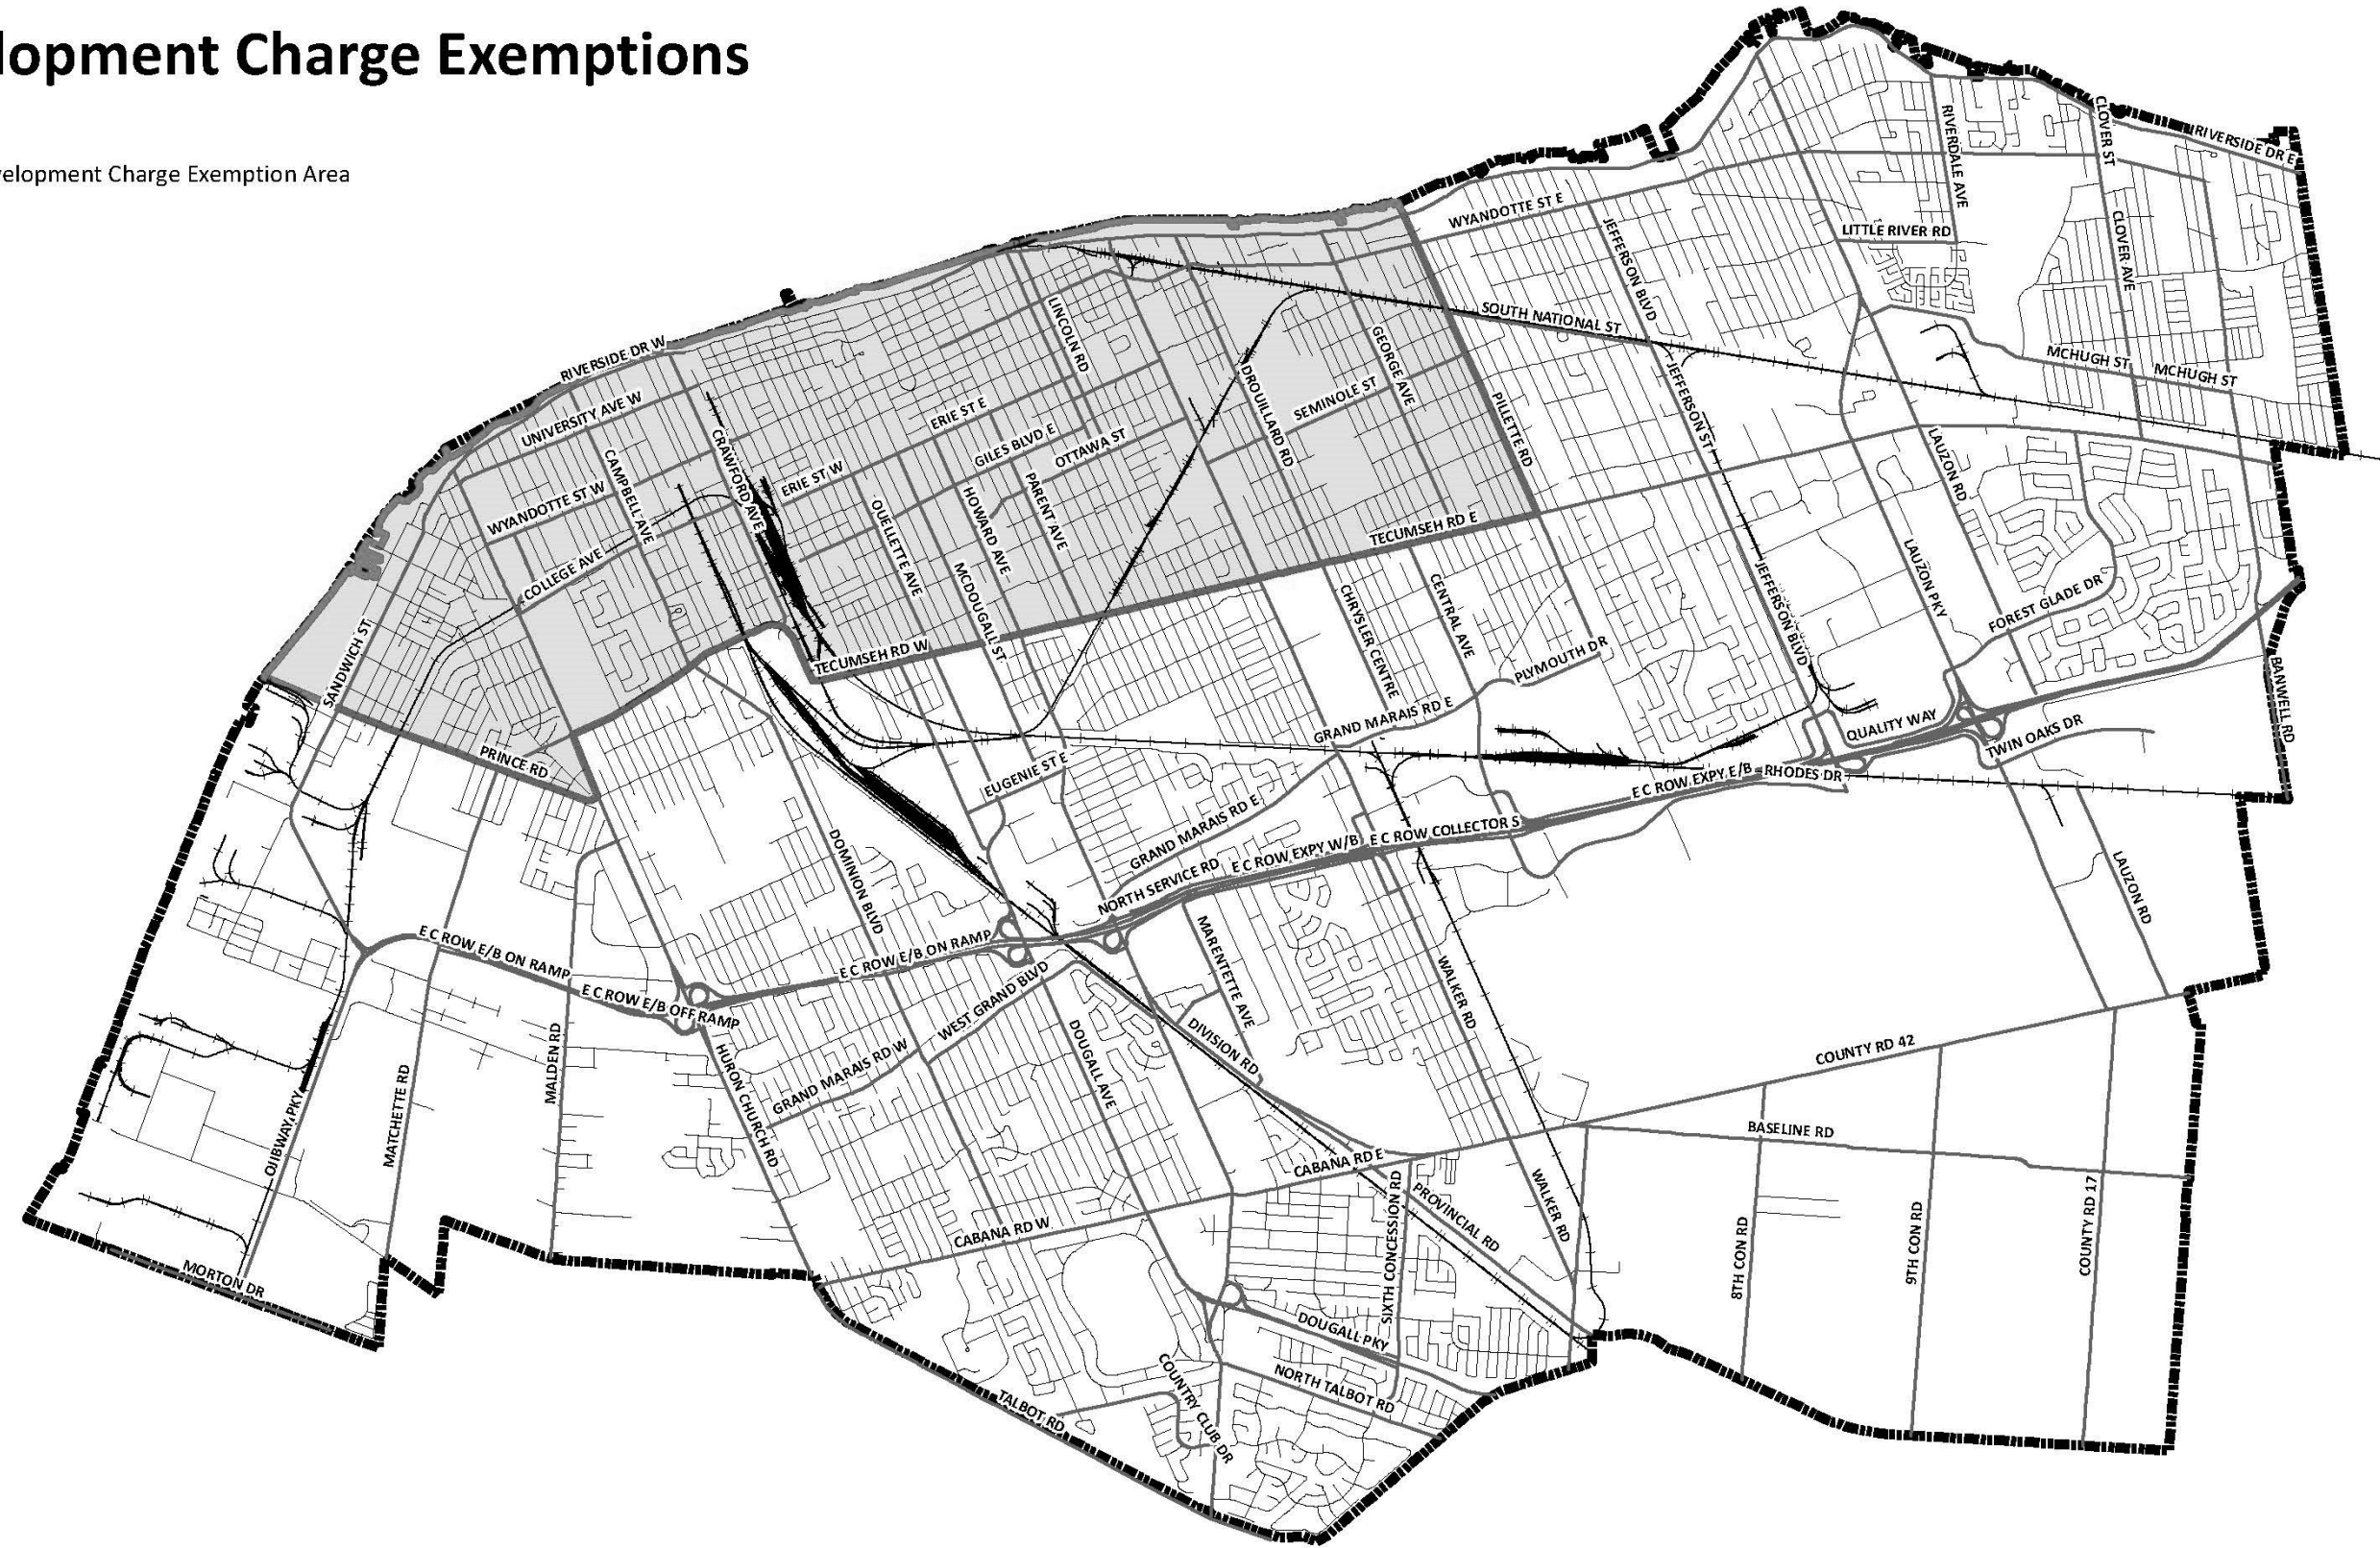 lopment Charge Exemptions
velopment Charge Exemption Area
RIVERSIDE DR E
CLOVER ST
RIVERDALE AVE
WYANDOTTE ST E
LITTLE RIVER RD
CLOVER AVE
JEFFERSON BLVD
SOUTH NATIONAL ST
LINCOLN RD
RIVERSIDE DR W
GEORGE AVE
MCHUGH ST
MCHUGH ST
DROUILLARD RD
JEFFERSON ST
SEMINOLE ST
UNIVERSITY AVE W
ERIE ST E
PILLETTE RD
GILES BLVD E
OTTAWA ST
CRAWFORD AVE
LAUZON RD
CAMPBELL AVE
ERIE ST W
WYANDOTTE ST W
PARENT AVE
HOWARD AVE
OUELLETTE AVE
TECUMSEH RD E
COLLEGE AVE
LAUZON PKY
MCDOUGALL ST
CHRYSLER CENTRE
CENTRAL AVE
JEFFERSON BLVD
FOREST GLADE DR
SANDWICH ST
TECUMSEH RD W
PLYMOUTH DR
BANWELL RD
GRAND MARAIS RD E
QUALITY WAY
TWIN OAKS DR
PRINCE RD
EUGENIE ST E
E C ROW EXPY E/B
RHODES DR
GRAND MARAIS RD E
E C ROW COLLECTOR S
E C ROW EXPY W/B
NORTH SERVICE RD
DOMINION BLVD
LAUZON RD
E C ROW E/B ON RAMP
E C ROW E/B ON RAMP
MARENTETTE AVE
WALKER RD
E C ROW E/B OFF RAMP
WEST GRAND BLVD
DIVISION RD
DOUGALL AVE
MALDEN RD
HURON CHURCH RD
GRAND MARAIS RD W
COUNTY RD 42
MATCHETTE RD
OJIBWAY PKY
BASELINE RD
CABANA RD E
WALKER RD
PROVINCIAL RD
SIXTH CONCESSION RD
CABANA RD W
8TH CON RD
9TH CON RD
COUNTY RD 17
MORTON DR
DOUGALL PKY
NORTH TALBOT RD
COUNTRY CLUB DR
TALBOT RD